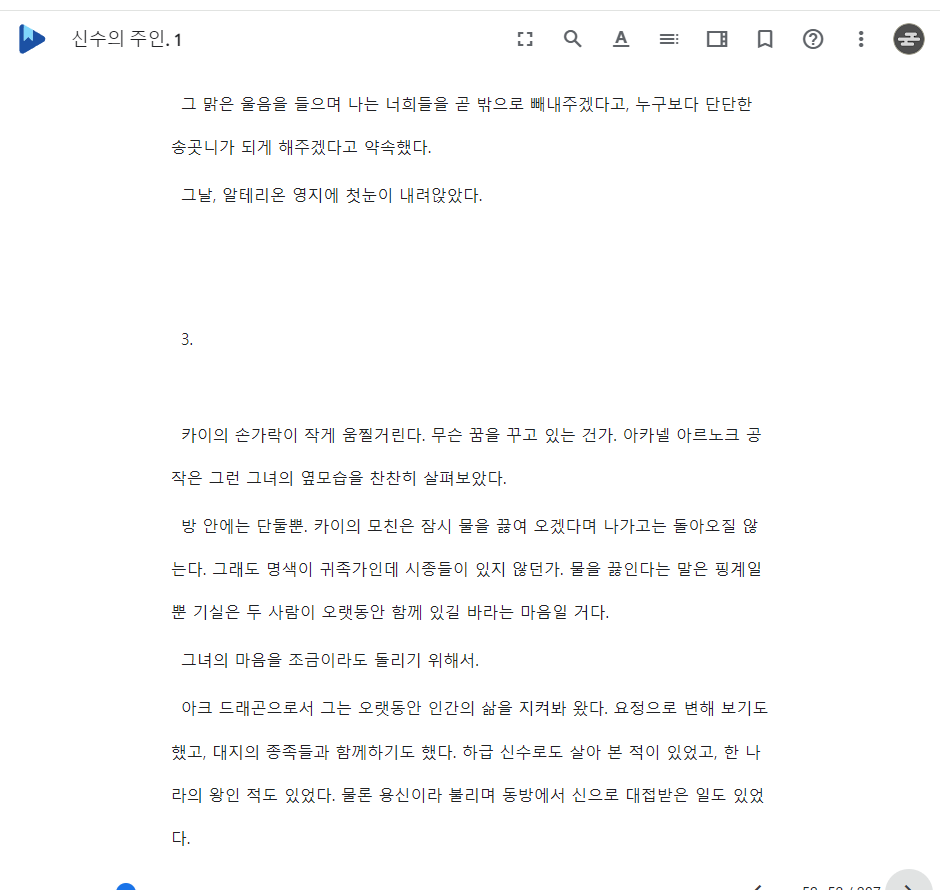 신수의 주인. 1
그 맑은 울음을 들으며 나는 너희들을 곧 밖으로 빼내주겠다고, 누구보다 단단한
송곳니가 되게 해주겠다고 약속했다.
그날, 알테리온 영지에 첫눈이 내려앉았다.
3.
카이의 손가락이 작게 움찔거린다. 무슨 꿈을 꾸고 있는 건가. 아카넬 아르노크 공
작은 그런 그녀의 옆모습을 찬찬히 살펴보았다.
방 안에는 단둘뿐. 카이의 모친은 잠시 물을 끓여 오겠다며 나가고는 돌아오질 않
는다. 그래도 명색이 귀족가인데 시종들이 있지 않던가. 물을 끓인다는 말은 핑계일
뿐 기실은 두 사람이 오랫동안 함께 있길 바라는 마음일 거다.
그녀의 마음을 조금이라도 돌리기 위해서.
아크 드래곤으로서 그는 오랫동안 인간의 삶을 지켜봐 왔다. 요정으로 변해 보기도
했고, 대지의 종족들과 함께하기도 했다. 하급 신수로도 살아 본 적이 있었고, 한 나
라의 왕인 적도 있었다. 물론 용신이라 불리며 동방에서 신으로 대접받은 일도 있었
다.